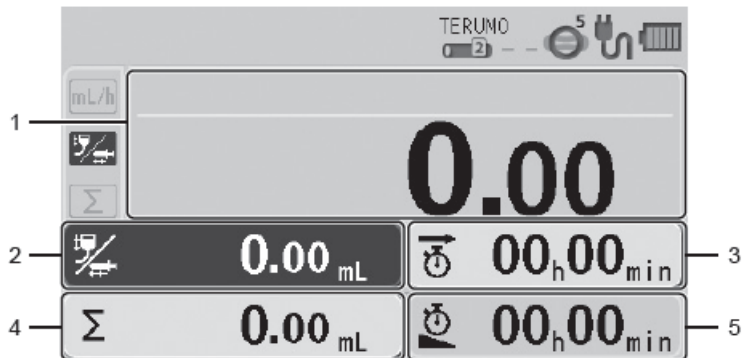 TERUMO
2 - - 5
mL/h
1
Σ
0.00
2 0.00 mL 00h00min 3
4 Σ 0.00 mL 00h00min 5